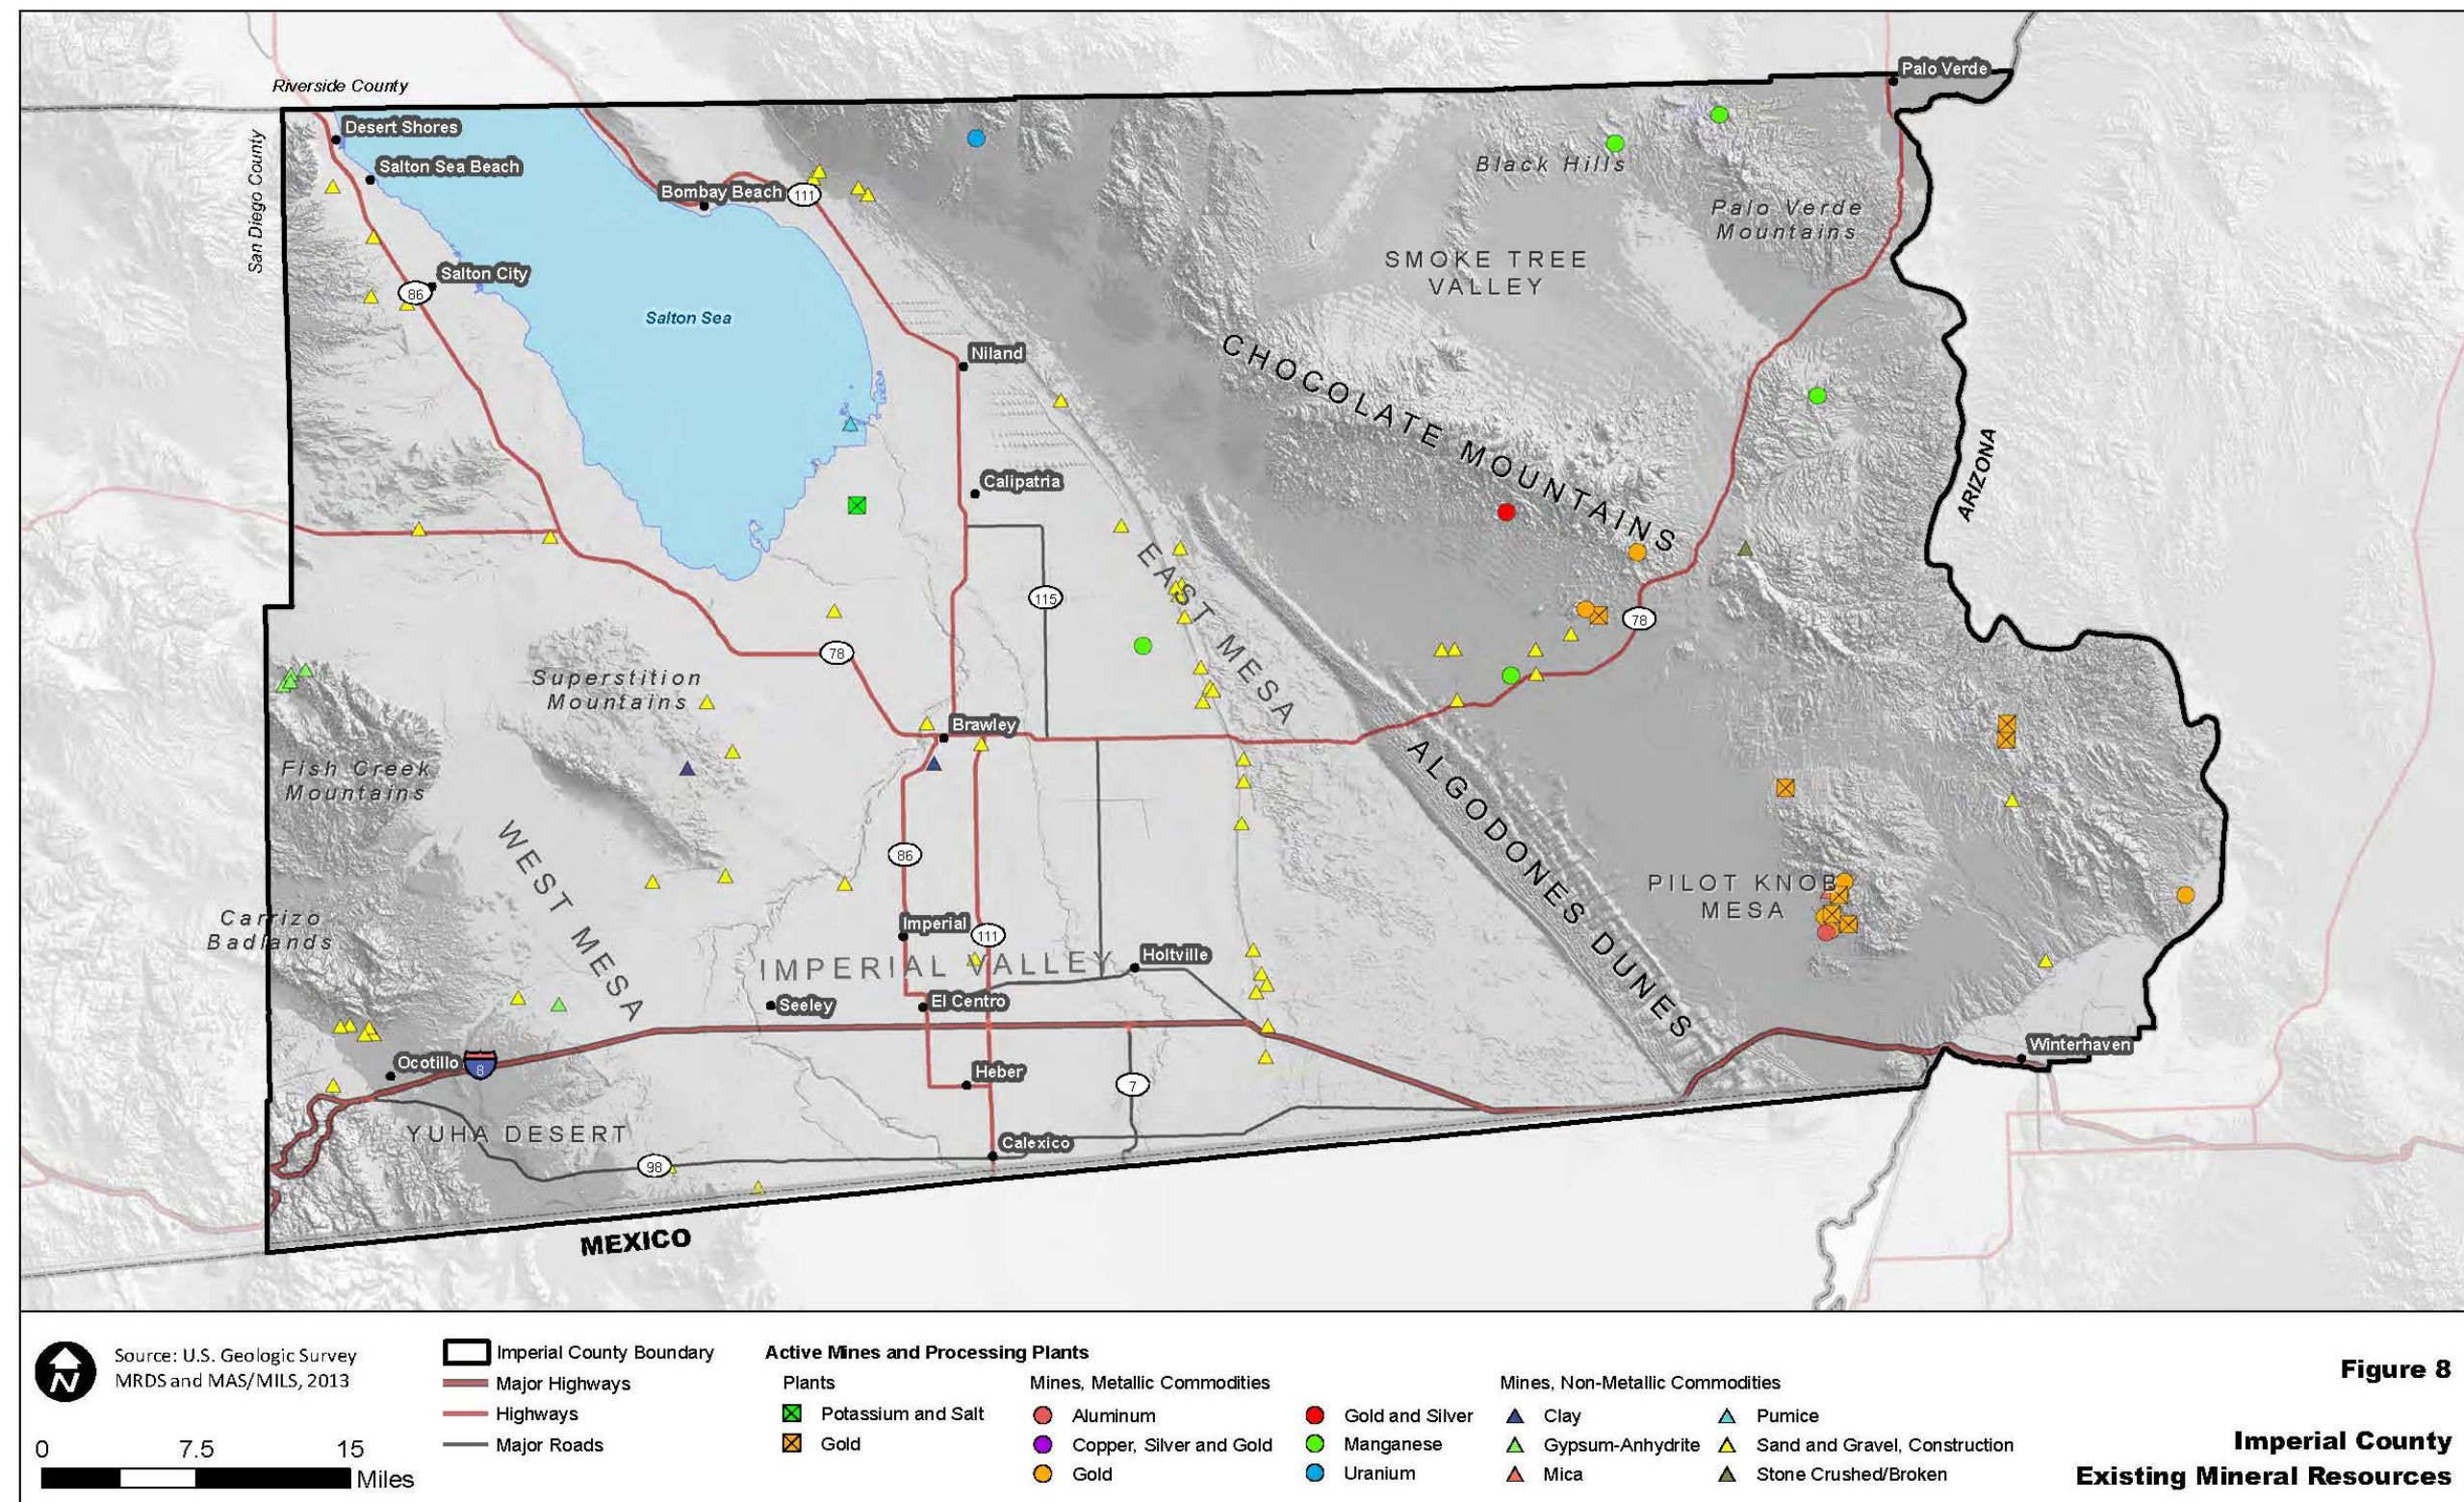 Riverside County
Palo Verde
Desert Shores
San Diego County
Salton Sea Beach
Bombay Beach
111
Black Hills
Palo Verde
Mountains
SMOKE TREE
VALLEY
Salton City
86
Salton Sea
Niland
CHOCOLATE MOUNTAINS
ARIZONA
Calipatria
EAST MESA
115
78
78
Superstition
Mountains
Brawley
Fish Creek
Mountains
ALGODONES DUNES
WEST MESA
86
PILOT KNOB
MESA
Carrizo
Badlands
Imperial
111
IMPERIAL VALLEY
Holtville
Seeley
El Centro
Ocotillo
8
Heber
7
Winterhaven
YUHA DESERT
Calexico
98
MEXICO
N
Source: U.S. Geologic Survey
MRDS and MAS/MILS, 2013
0 7.5 15
Miles
Imperial County Boundary
Major Highways
Highways
Major Roads
Active Mines and Processing Plants
Plants
Potassium and Salt
Gold
Mines, Metallic Commodities
Aluminum
Copper, Silver and Gold
Gold
Gold and Silver
Manganese
Uranium
Mines, Non-Metallic Commodities
Clay
Gypsum-Anhydrite
Mica
Pumice
Sand and Gravel, Construction
Stone Crushed/Broken
Figure 8
Imperial County
Existing Mineral Resources